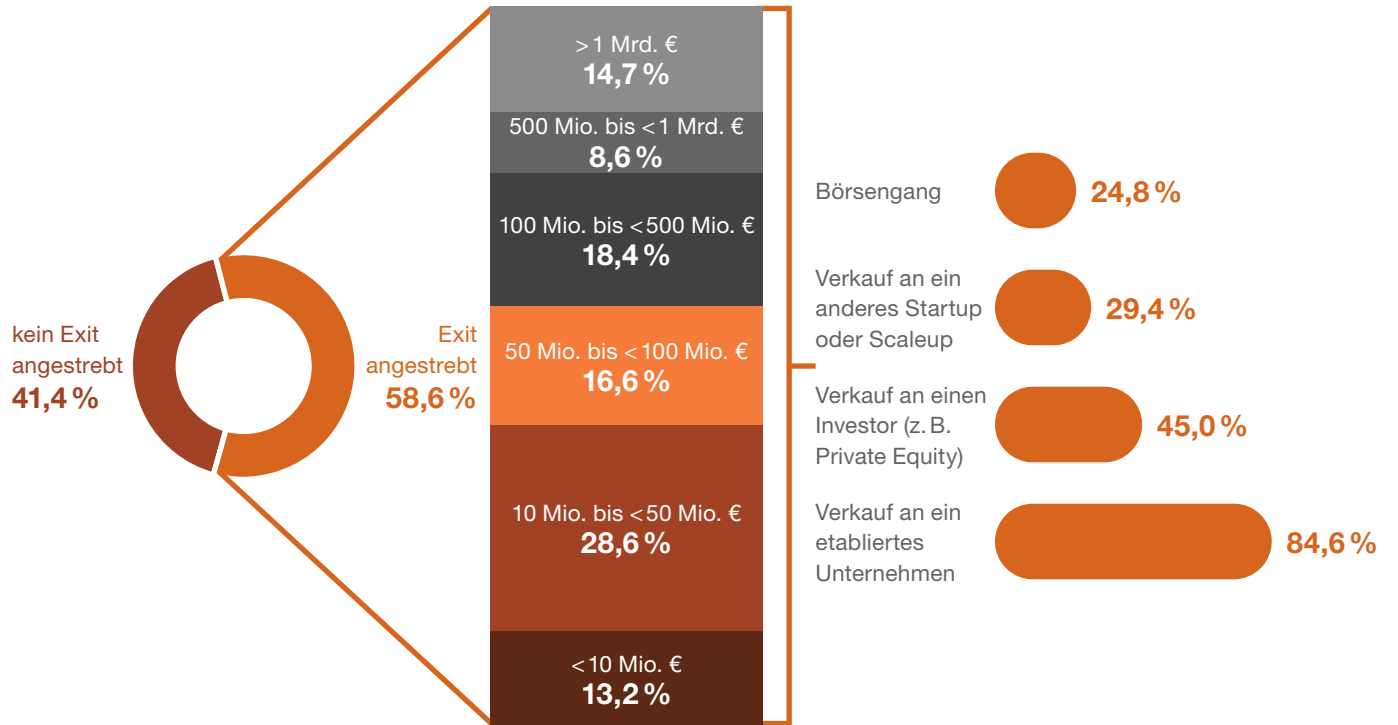 kein Exit
angestrebt
41,4 %
Exit
angestrebt
58,6 %
>1 Mrd. €
14,7 %
500 Mio. bis <1 Mrd. €
8,6 %
100 Mio. bis <500 Mio. €
18,4 %
50 Mio. bis <100 Mio. €
16,6 %
10 Mio. bis <50 Mio. €
28,6 %
<10 Mio. €
13,2 %
Börsengang
24,8 %
Verkauf an ein
anderes Startup
oder Scaleup
29,4 %
Verkauf an einen
Investor (z. B.
Private Equity)
45,0 %
Verkauf an ein
etabliertes
Unternehmen
84,6 %